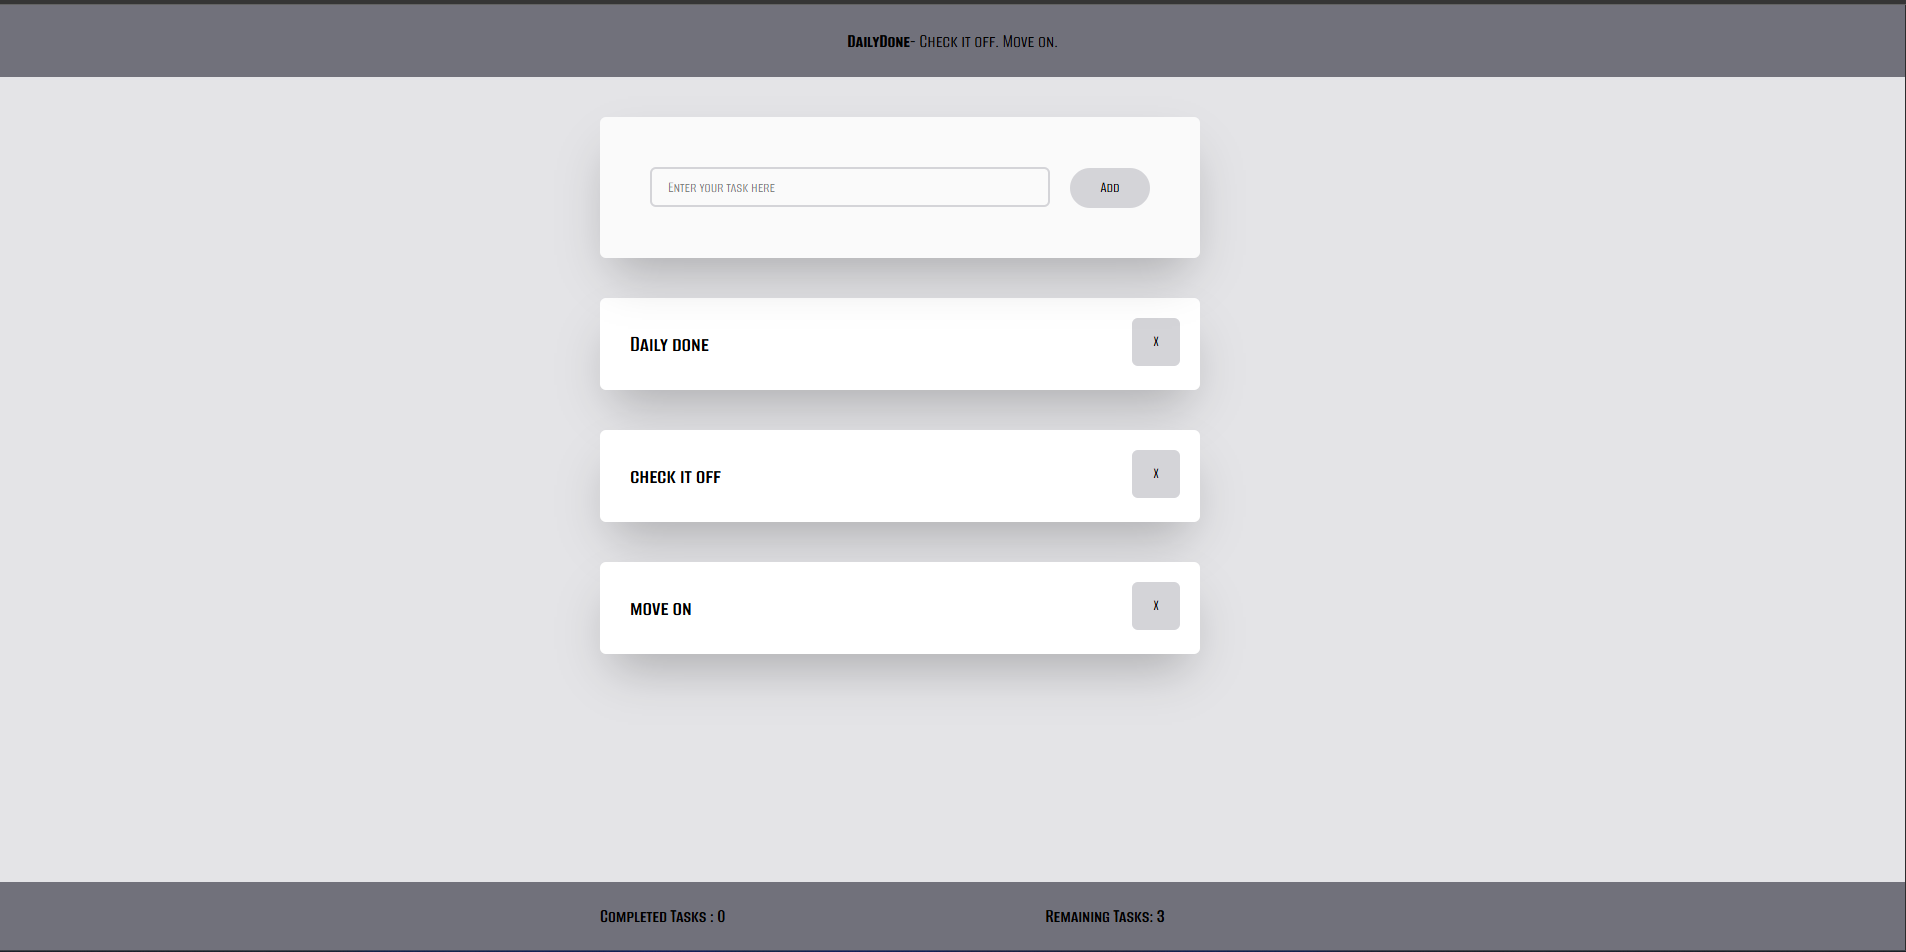 DailyDone- Check it off. Move on.
Enter your task here
Add
Daily done
x
check it off
x
move on
x
Completed Tasks : 0
Remaining Tasks: 3